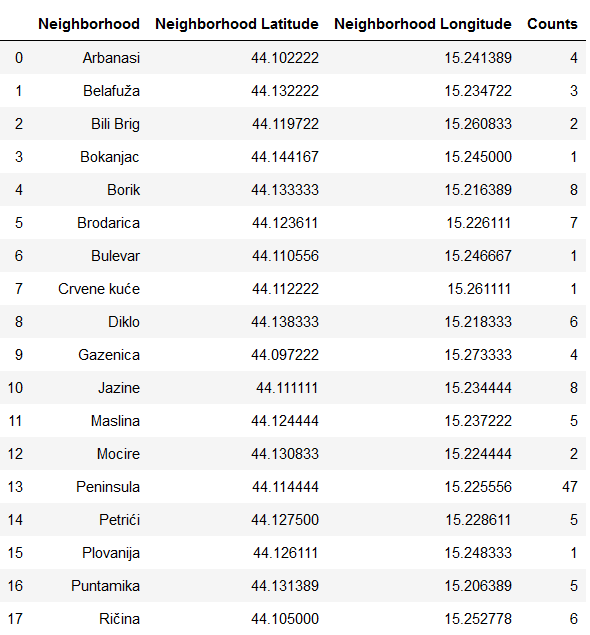 Neighborhood Neighborhood Latitude Neighborhood Longitude Counts
0 Arbanasi 44.102222 15.241389 4
1 Belafuža 44.132222 15.234722 3
2 Bili Brig 44.119722 15.260833 2
3 Bokanjac 44.144167 15.245000 1
4 Borik 44.133333 15.216389 8
5 Brodarica 44.123611 15.226111 7
6 Bulevar 44.110556 15.246667 1
7 Crvene kuće 44.112222 15.261111 1
8 Diklo 44.138333 15.218333 6
9 Gazenica 44.097222 15.273333 4
10 Jazine 44.111111 15.234444 8
11 Maslina 44.124444 15.237222 5
12 Mocire 44.130833 15.224444 2
13 Peninsula 44.114444 15.225556 47
14 Petrići 44.127500 15.228611 5
15 Plovanija 44.126111 15.248333 1
16 Puntamika 44.131389 15.206389 5
17 Ričina 44.105000 15.252778 6